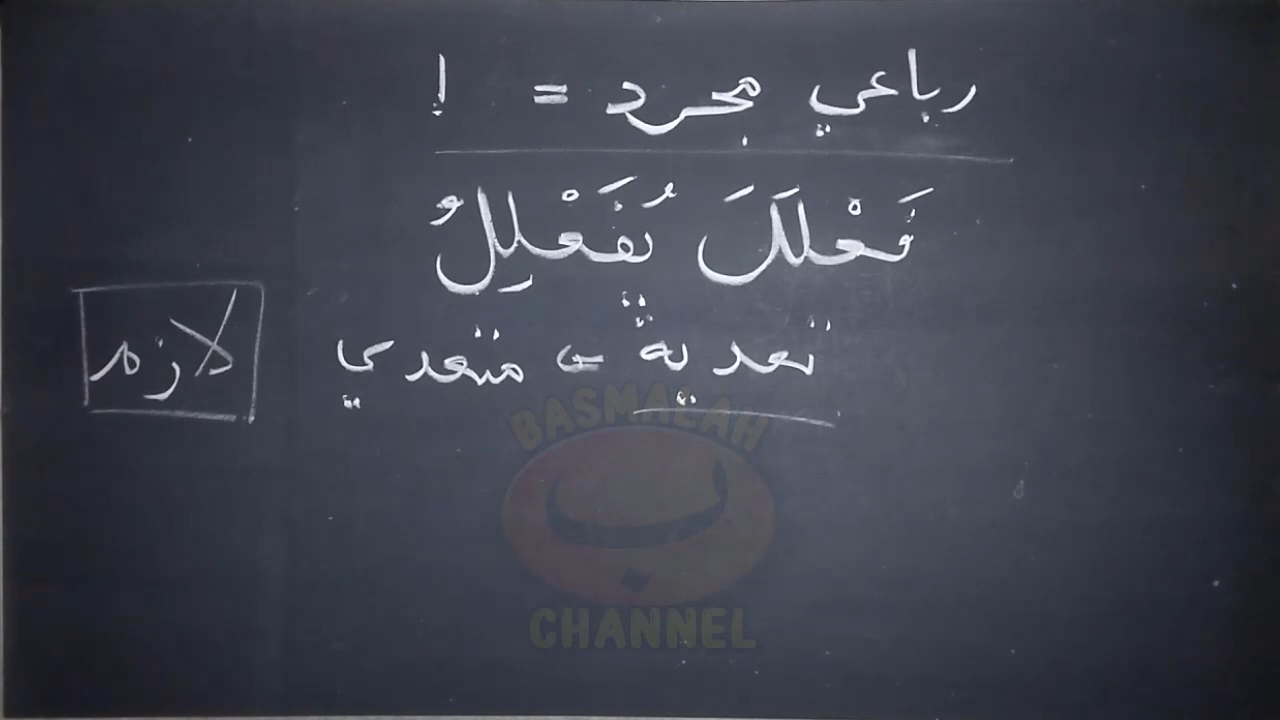 رباعي مجرد = ١
فَعْلَلَ يُفَعْلِلُ
تعدية = متعدي
لازم
BASMALAH
ب
CHANNEL